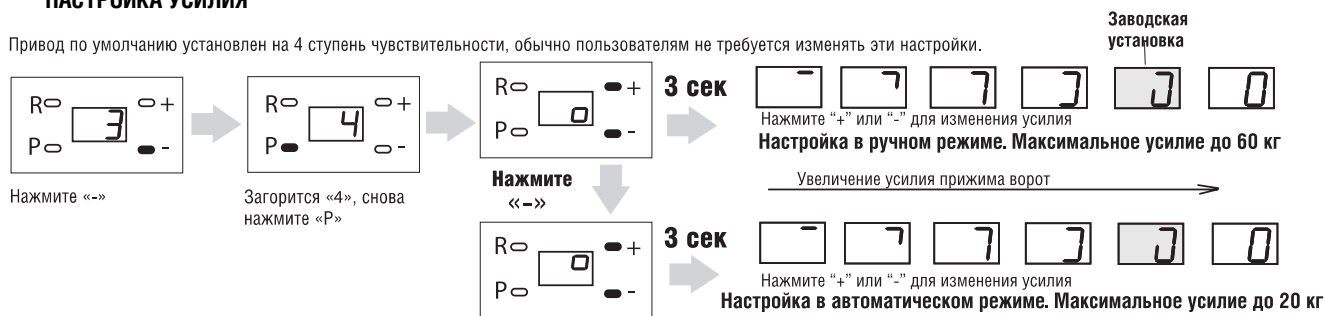 НАСТРОЙКА УСИЛИЯ
Привод по умолчанию установлен на 4 ступень чувствительности, обычно пользователям не требуется изменять эти настройки.
Заводская
установка
R 3 +
P -
Нажмите «-»
R 4 +
P -
Загорится «4», снова
нажмите «P»
R o +
P -
3 сек
Нажмите “+” или “-” для изменения усилия
Настройка в ручном режиме. Максимальное усилие до 60 кг
Нажмите
«–»
Увеличение усилия прижима ворот
R o +
P -
3 сек
Нажмите “+” или “-” для изменения усилия
Настройка в автоматическом режиме. Максимальное усилие до 20 кг